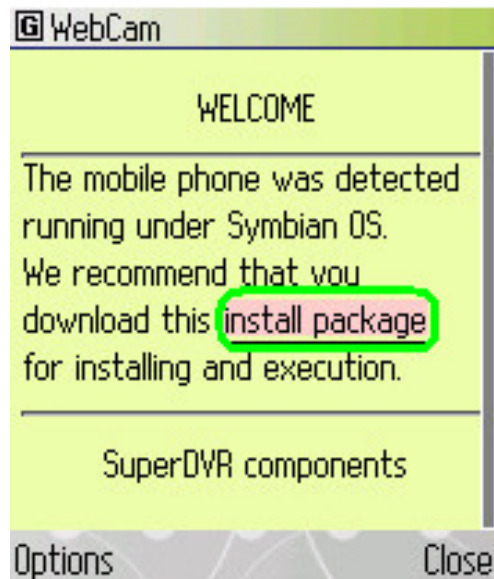 G WebCam
WELCOME
The mobile phone was detected
running under Symbian OS.
We recommend that you
download this install package
for installing and execution.
SuperDVR components
Options Close